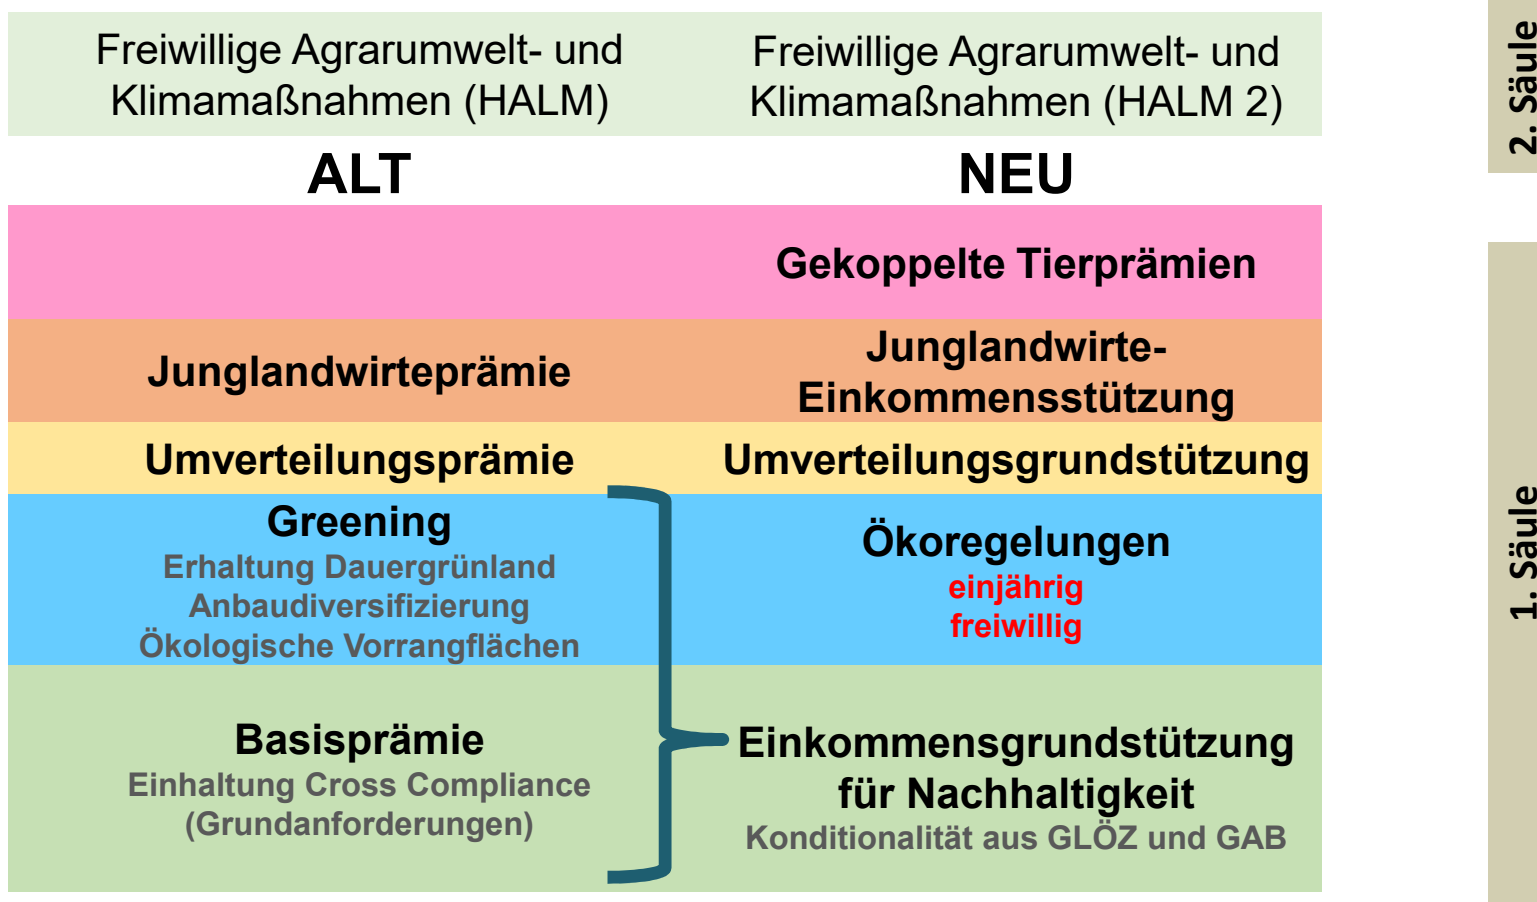 Freiwillige Agrarumwelt- und
Klimamaßnahmen (HALM)
Freiwillige Agrarumwelt- und
Klimamaßnahmen (HALM 2)
2. Säule
ALT
NEU
Gekoppelte Tierprämien
Junglandwirteprämie
Junglandwirte-
Einkommensstützung
Umverteilungsprämie
Umverteilungsgrundstützung
Greening
Erhaltung Dauergrünland
Anbaudiversifizierung
Ökologische Vorrangflächen
Ökoregelungen
einjährig
freiwillig
Basisprämie
Einhaltung Cross Compliance
(Grundanforderungen)
Einkommensgrundstützung
für Nachhaltigkeit
Konditionalität aus GLÖZ und GAB
1. Säule